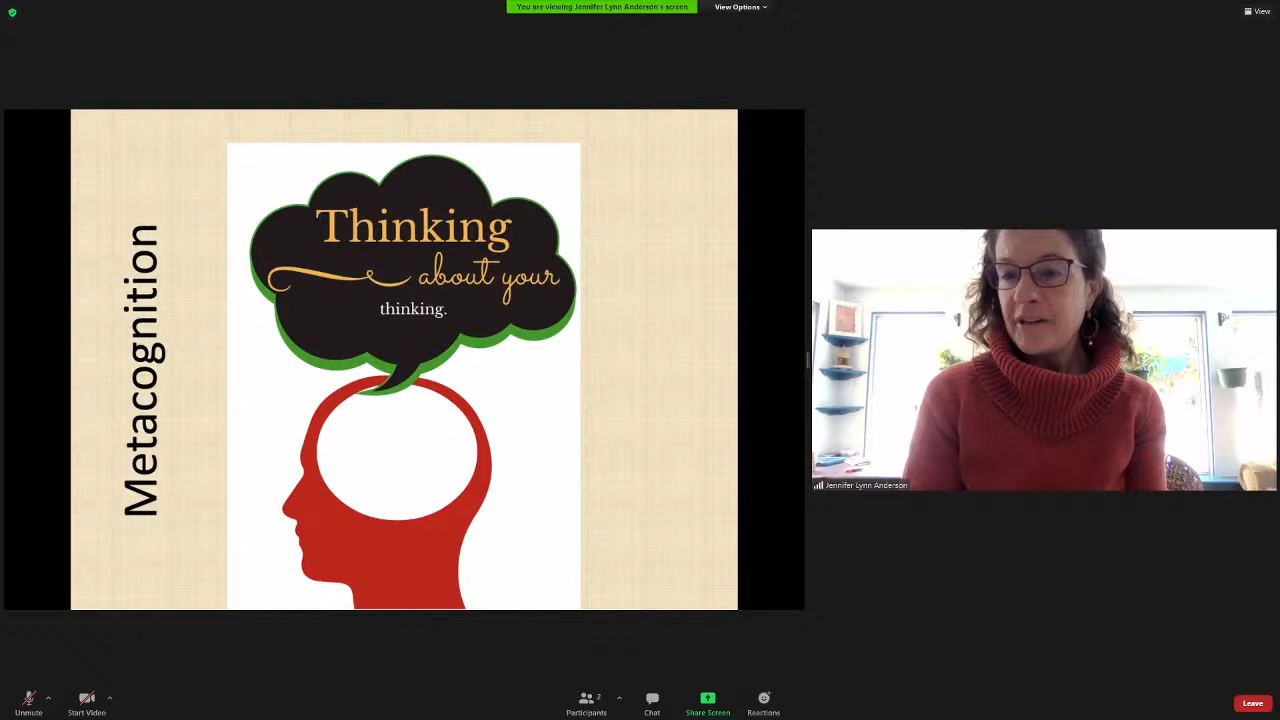 You are viewing Jennifer Lynn Anderson's screen
View Options
View
Metacognition
Thinking
about your
thinking.
Jennifer Lynn Anderson
Unmute
Start Video
2
Participants
Chat
Share Screen
Reactions
Leave